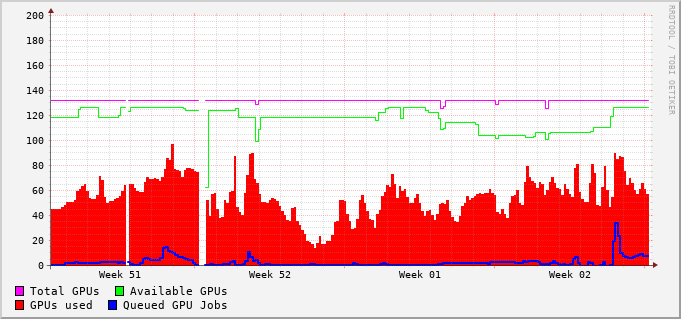 RRDTOOL / TOBI OETIKER
200
180
160
140
120
100
80
60
40
20
0
Week 51 Week 52 Week 01 Week 02
Total GPUs Available GPUs
GPUs used Queued GPU Jobs